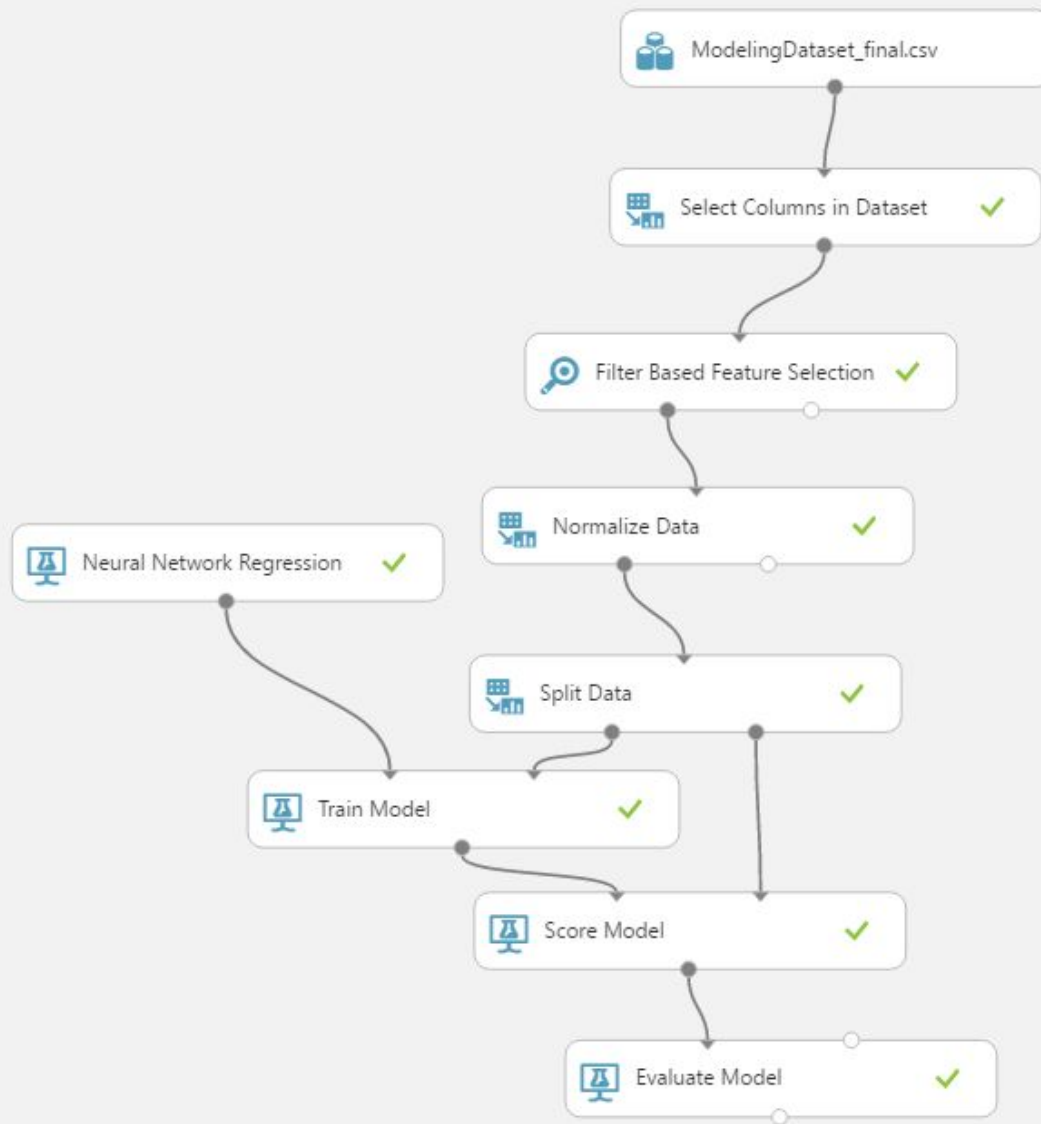 ModelingDataset_final.csv
Select Columns in Dataset
Filter Based Feature Selection
Normalize Data
Neural Network Regression
Split Data
Train Model
Score Model
Evaluate Model